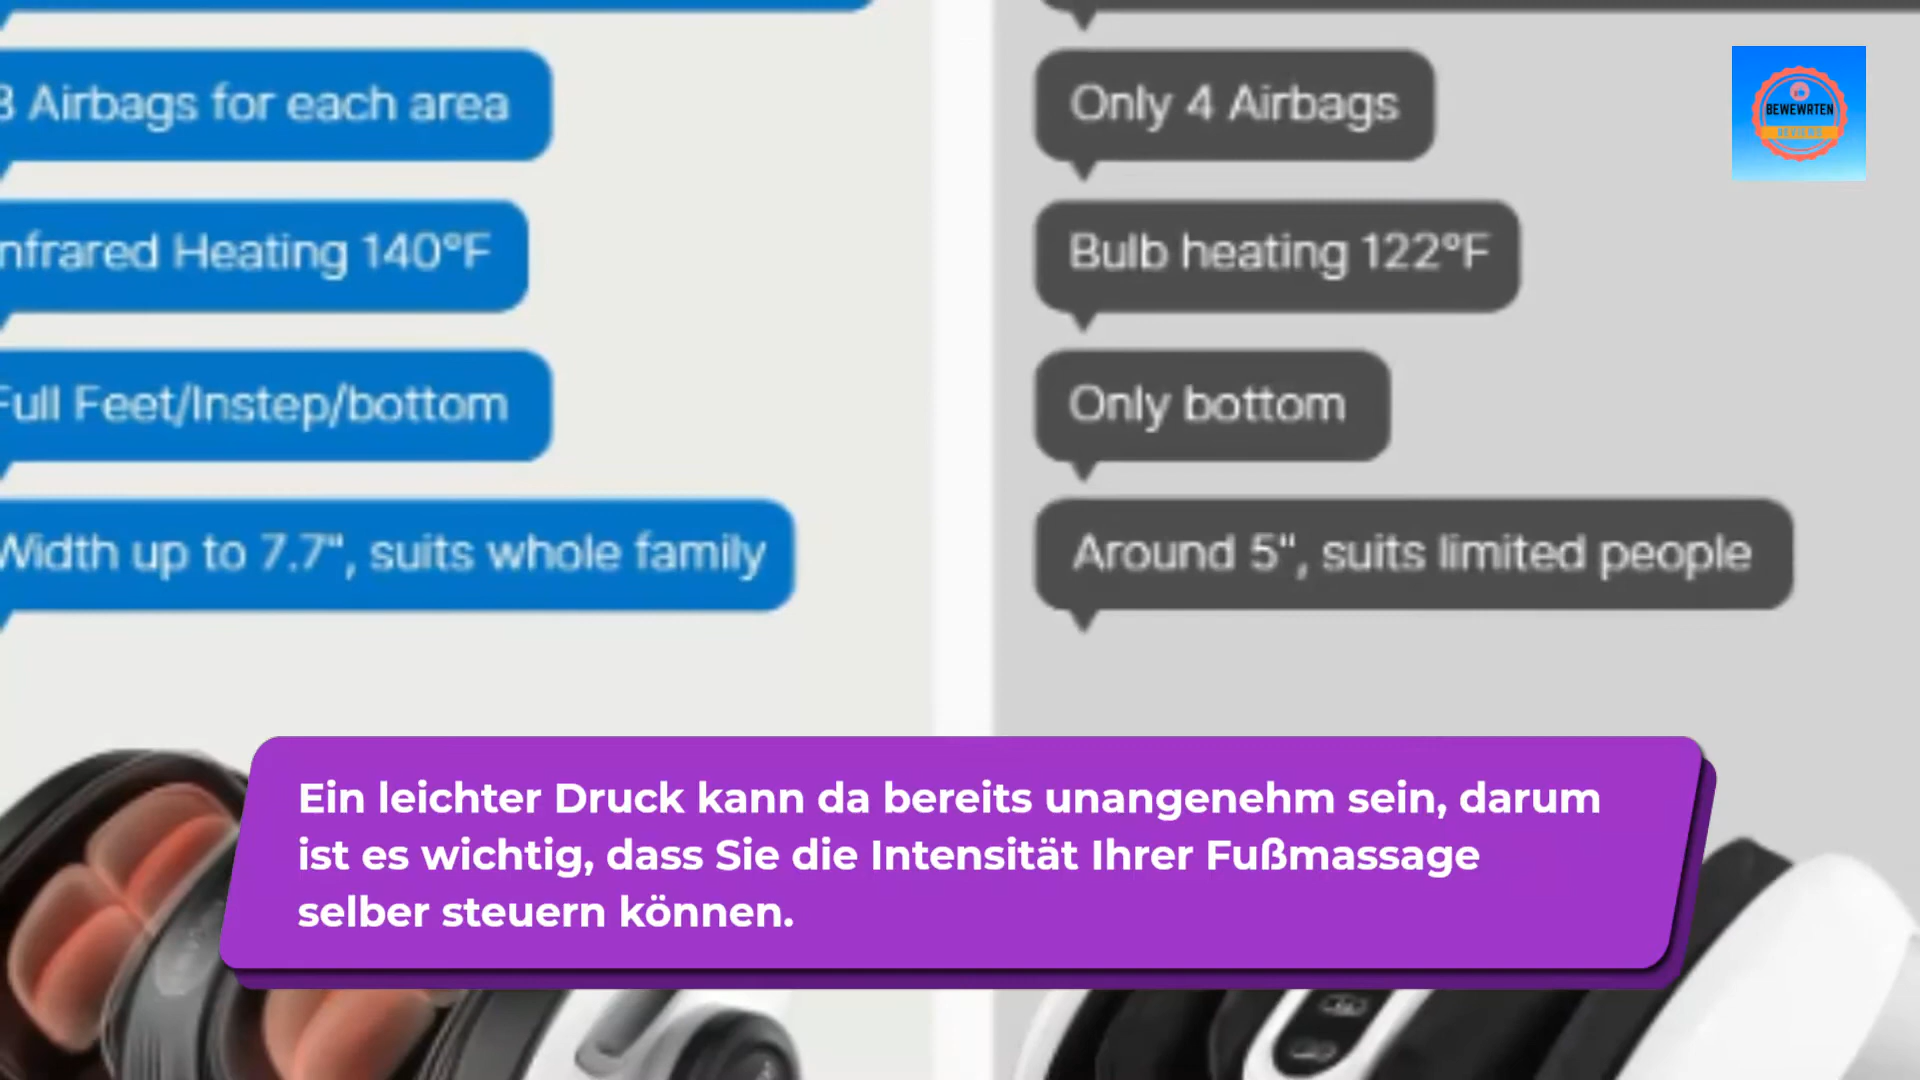 Airbags for each area
Infrared Heating 140°F
Full Feet/Instep/bottom
Width up to 7.7", suits whole family
Only 4 Airbags
Bulb heating 122°F
Only bottom
Around 5", suits limited people
BEWEWRTEN
REVIEWS
Ein leichter Druck kann da bereits unangenehm sein, darum
ist es wichtig, dass Sie die Intensität Ihrer Fußmassage
selber steuern können.